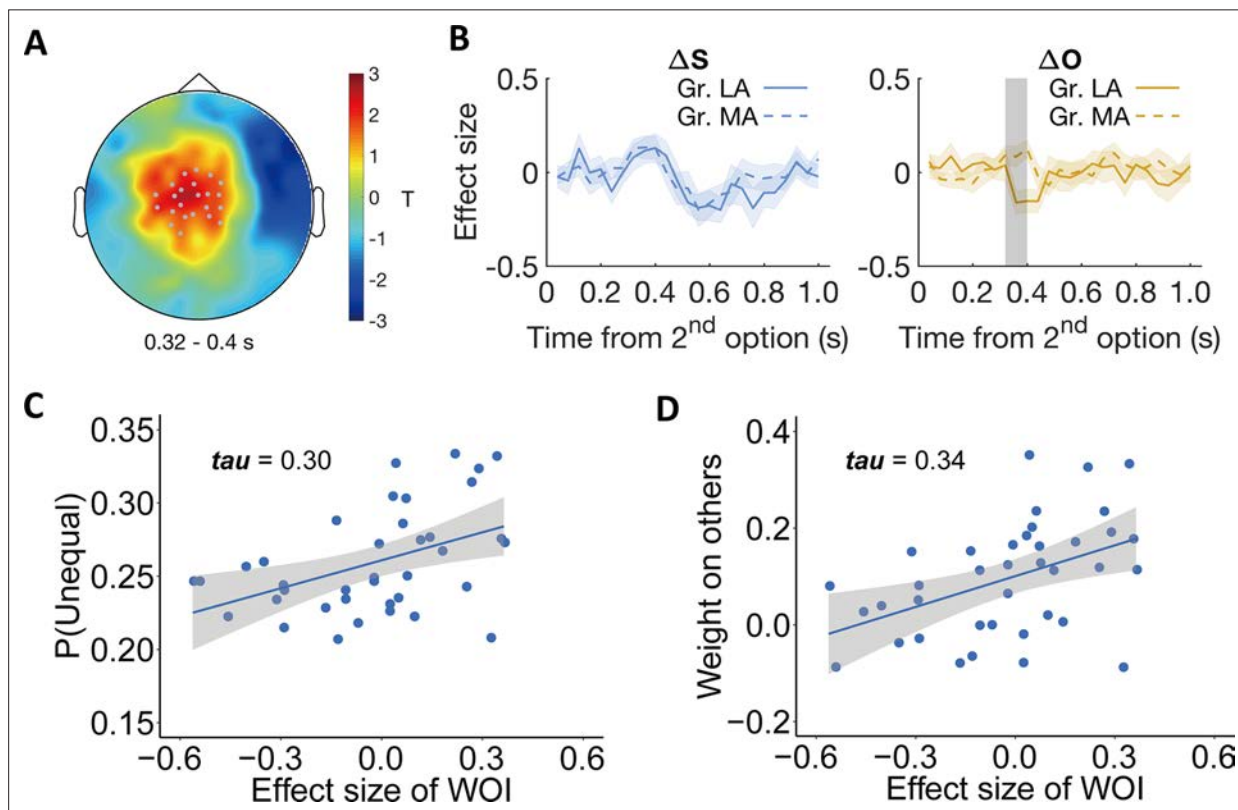 A
3
2
1
0
-1
-2
-3
T
0.32 - 0.4 s
B
ΔS
Gr. LA
Gr. MA
0.5
0
-0.5
Effect size
0 0.2 0.4 0.6 0.8 1.0
Time from 2nd option (s)
ΔO
Gr. LA
Gr. MA
0.5
0
-0.5
0 0.2 0.4 0.6 0.8 1.0
Time from 2nd option (s)
C
tau = 0.30
0.35
0.30
0.25
0.20
0.15
P(Unequal)
−0.6 −0.3 0.0 0.3 0.6
Effect size of WOI
D
tau = 0.34
0.4
0.2
0.0
−0.2
Weight on others
−0.6 −0.3 0.0 0.3 0.6
Effect size of WOI